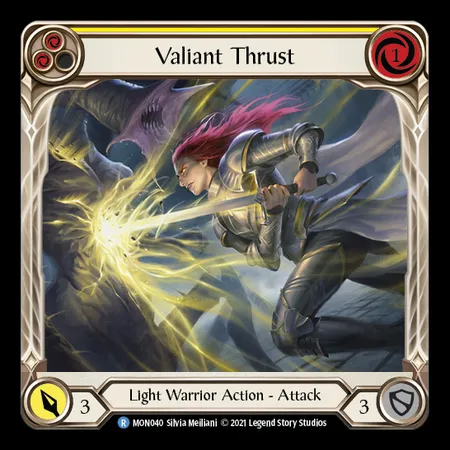 Valiant Thrust
1
Light Warrior Action - Attack
3
3
R MON040 Silvia Meiliani © 2021 Legend Story Studios